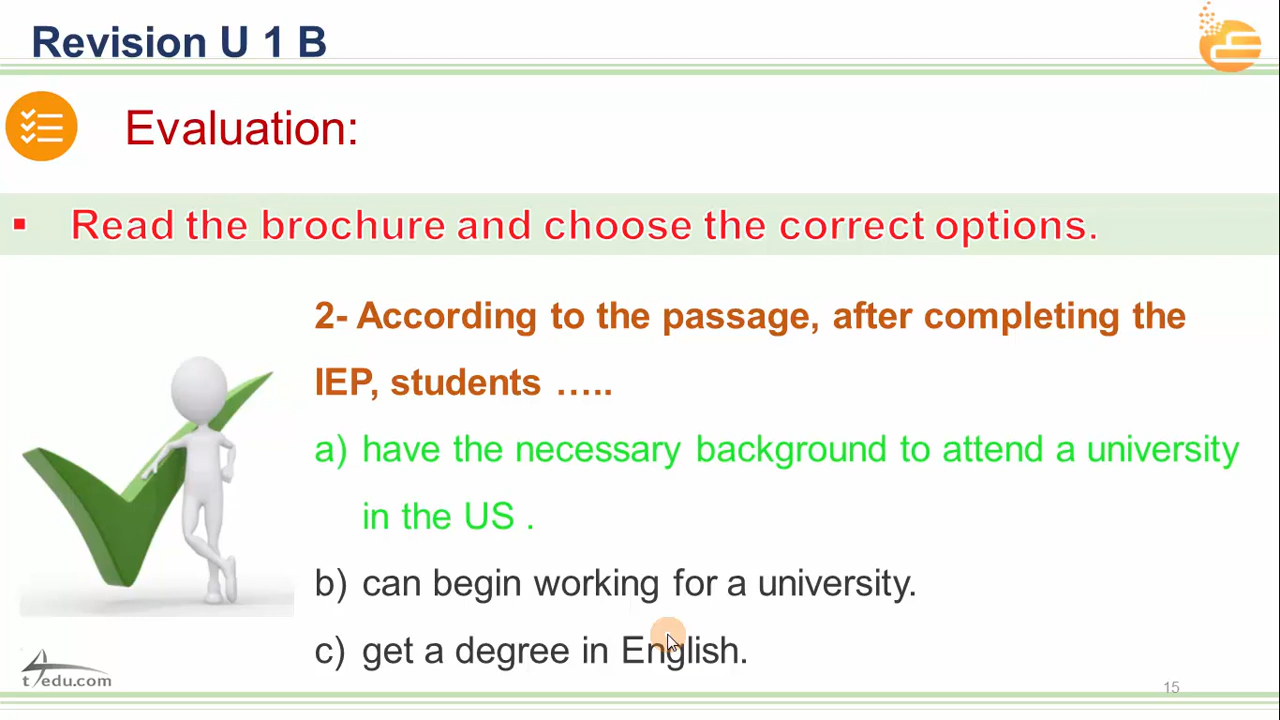 Revision U 1 B
Evaluation:
▪ Read the brochure and choose the correct options.
2- According to the passage, after completing the
IEP, students …..
a) have the necessary background to attend a university
in the US .
b) can begin working for a university.
c) get a degree in English.
t4edu.com
15